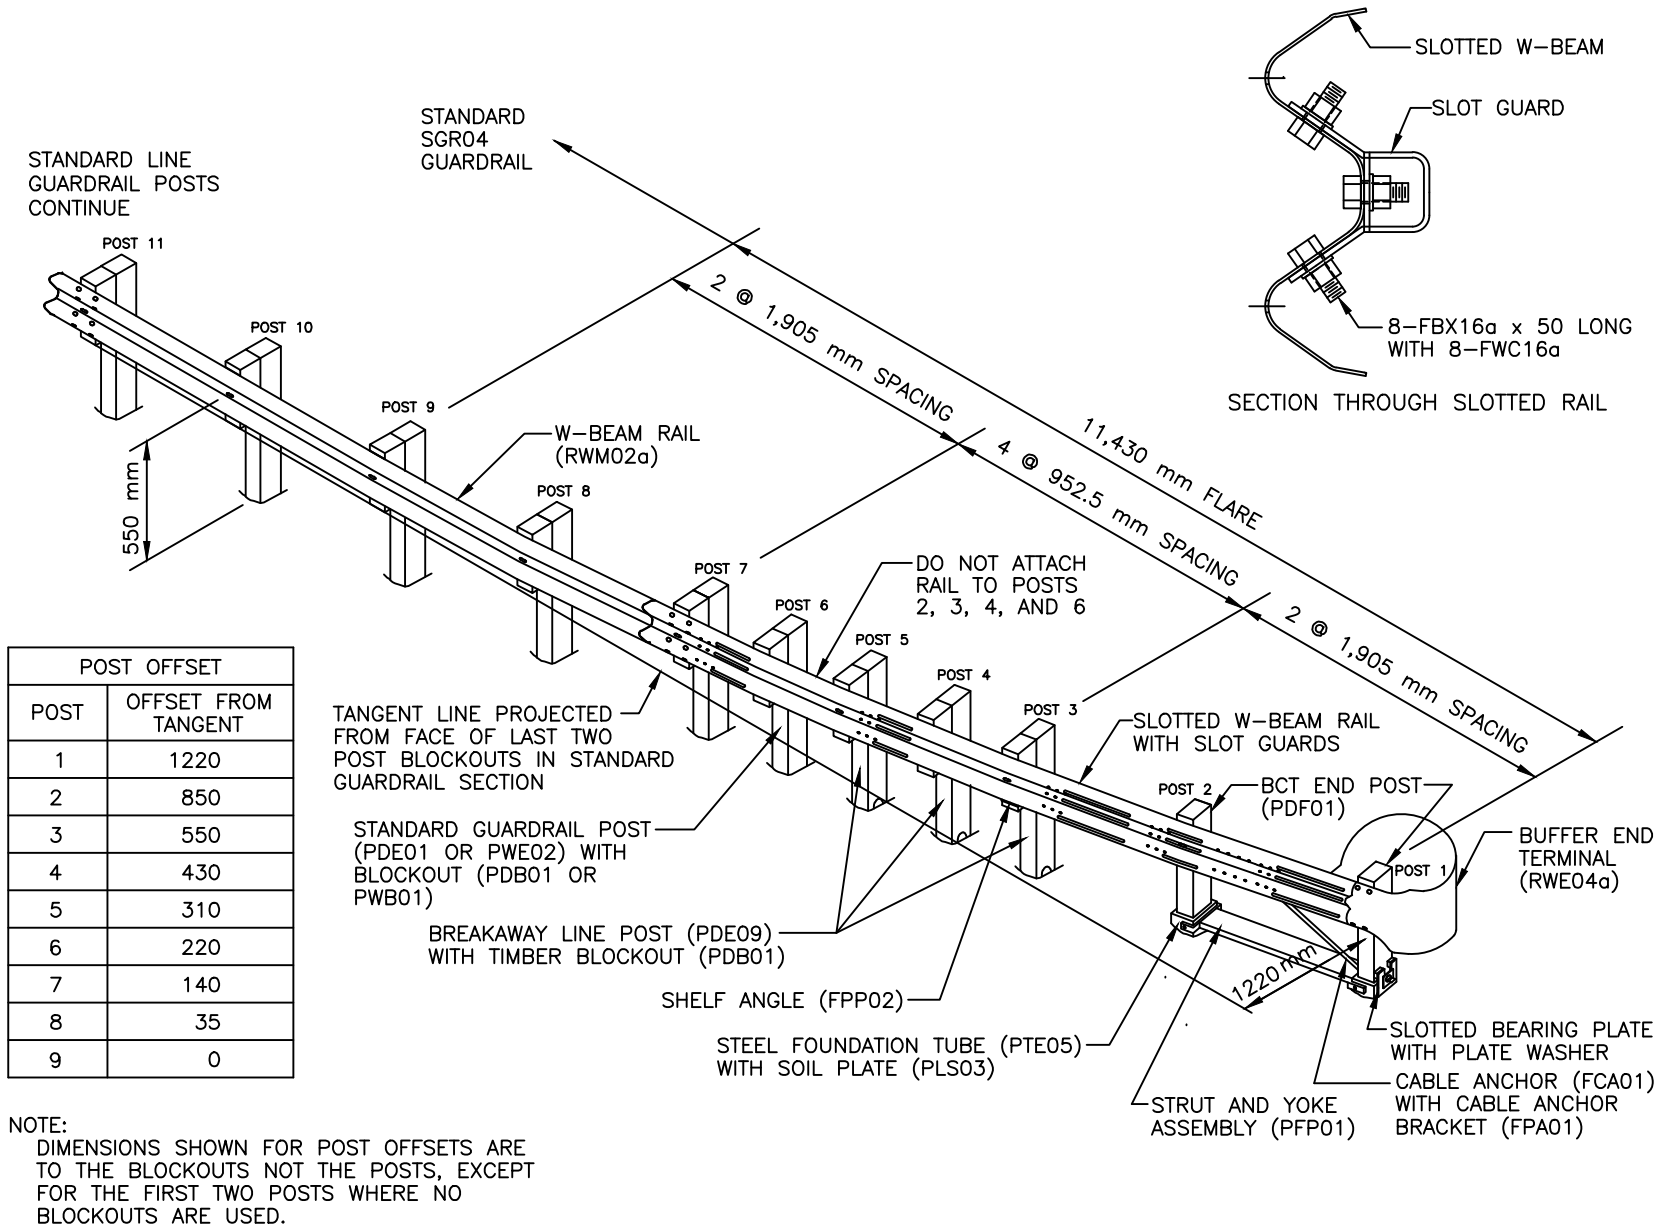 SLOTTED W-BEAM
SLOT GUARD
8-FBX16a x 50 LONG
WITH 8-FWC16a
SECTION THROUGH SLOTTED RAIL
STANDARD
SGR04
GUARDRAIL
STANDARD LINE
GUARDRAIL POSTS
CONTINUE
POST 11
POST 10
POST 9
POST 8
POST 7
POST 6
POST 5
POST 4
POST 3
POST 2
POST 1
2 @ 1,905 mm SPACING
4 @ 952.5 mm SPACING
2 @ 1,905 mm SPACING
11,430 mm FLARE
550 mm
W-BEAM RAIL
(RWM02a)
DO NOT ATTACH
RAIL TO POSTS
2, 3, 4, AND 6
TANGENT LINE PROJECTED
FROM FACE OF LAST TWO
POST BLOCKOUTS IN STANDARD
GUARDRAIL SECTION
SLOTTED W-BEAM RAIL
WITH SLOT GUARDS
BCT END POST
(PDF01)
BUFFER END
TERMINAL
(RWE04a)
STANDARD GUARDRAIL POST
(PDE01 OR PWE02) WITH
BLOCKOUT (PDB01 OR
PWB01)
BREAKAWAY LINE POST (PDE09)
WITH TIMBER BLOCKOUT (PDB01)
SHELF ANGLE (FPP02)
1220 mm
STEEL FOUNDATION TUBE (PTE05)
WITH SOIL PLATE (PLS03)
SLOTTED BEARING PLATE
WITH PLATE WASHER
CABLE ANCHOR (FCA01)
WITH CABLE ANCHOR
BRACKET (FPA01)
STRUT AND YOKE
ASSEMBLY (PFP01)
POST OFFSET
POST OFFSET FROM
TANGENT
1 1220
2 850
3 550
4 430
5 310
6 220
7 140
8 35
9 0
NOTE:
DIMENSIONS SHOWN FOR POST OFFSETS ARE
TO THE BLOCKOUTS NOT THE POSTS, EXCEPT
FOR THE FIRST TWO POSTS WHERE NO
BLOCKOUTS ARE USED.